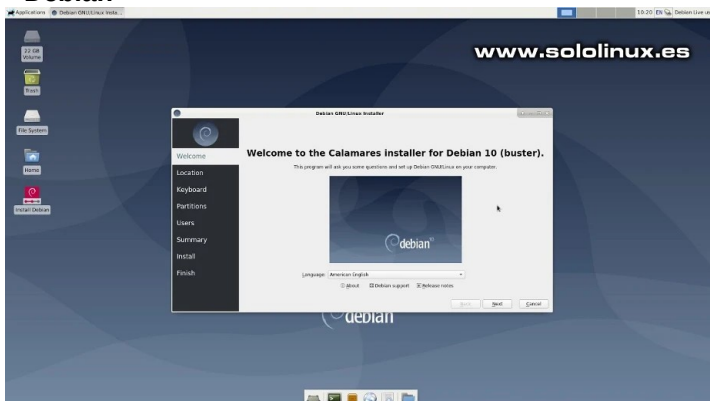 Debian
Applications
Debian GNU/Linux Insta...
19:20 EN Debian Live us
www.sololinux.es
22 GB
Volume
Trash
File System
Home
Install Debian
Debian GNU/Linux Installer
Welcome
Location
Keyboard
Partitions
Users
Summary
Install
Finish
Welcome to the Calamares installer for Debian 10 (buster).
This program will ask you some questions and set up Debian GNU/Linux on your computer.
debian 10
Language: American English
About Debian support Release notes
Back Next Cancel
debian